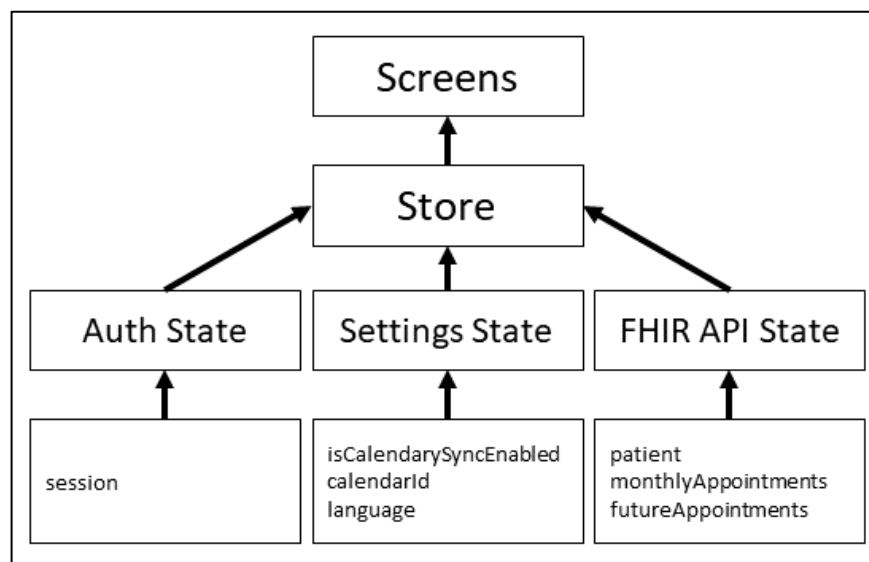 Screens
Store
Auth State
Settings State
FHIR API State
session
isCalendarySyncEnabled
calendarId
language
patient
monthlyAppointments
futureAppointments